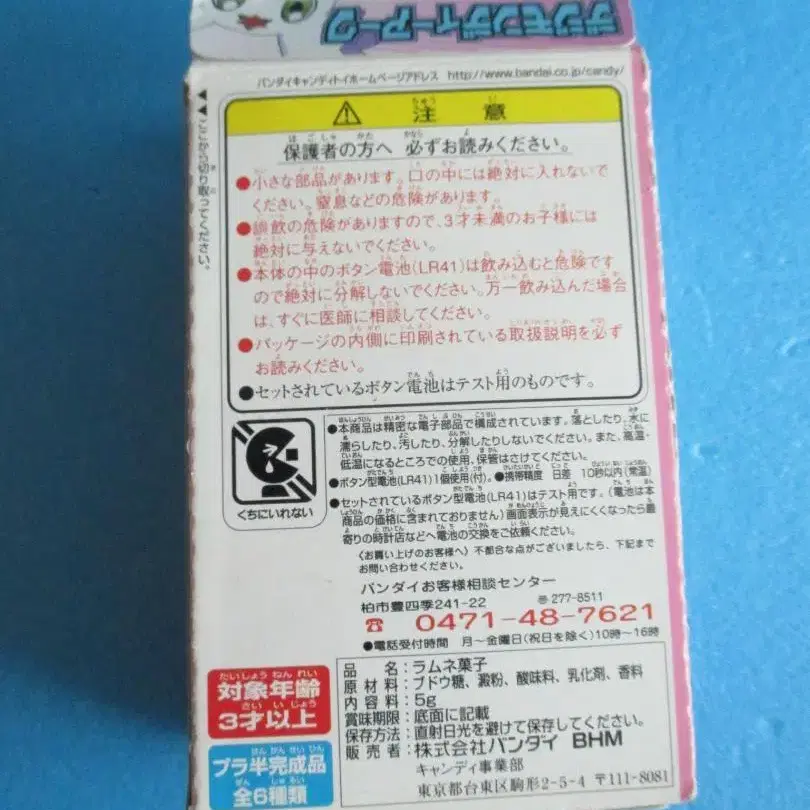 デジモンディーアーク
バンダイキャンディトイホームページアドレス http://www.bandai.co.jp/candy/
ここから切り取ってください。
⚠ 注意
保護者の方へ 必ずお読みください。
●小さな部品があります。口の中には絶対に入れないで
ください。窒息などの危険があります。
●誤飲の危険がありますので、3才未満のお子様には
絶対に与えないでください。
●本体の中のボタン電池(LR41)は飲み込むと危険です
ので絶対に分解しないでください。万一飲み込んだ場合
は、すぐに医師に相談してください。
●パッケージの内側に印刷されている取扱説明を必ず
お読みください。
●セットされているボタン電池はテスト用のものです。
くちにいれない
●本商品は精密な電子部品で構成されています。落としたり、水に
濡らしたり、汚したり、分解したりしないでください。また、高温・
低温になるところでの使用、保管はさけてください。
●ボタン型電池(LR41)1個使用(付)。●携帯精度 日差 10秒以内(常温)
●セットされているボタン型電池(LR41)はテスト用です。(電池は本
商品の価格に含まれておりません)画面表示が見えにくくなったら最
寄りの時計店などへ電池の交換をご依頼ください。
〈お買い上げのお客様へ〉不都合な点がございましたら、下記まで
お問い合わせください。
バンダイお客様相談センター
柏市豊四季241-22 〒277-8511
☎ 0471-48-7621
●電話受付時間 月〜金曜日(祝日を除く)10時〜16時
対象年齢
3才以上
プラ半完成品
全6種類
品名:ラムネ菓子
原材料:ブドウ糖、澱粉、酸味料、乳化剤、香料
内容量:5g
賞味期限:底面に記載
保存方法:直射日光を避けて保存してください。
販売者:株式会社バンダイ BHM
キャンディ事業部
東京都台東区駒形2-5-4 〒111-8081